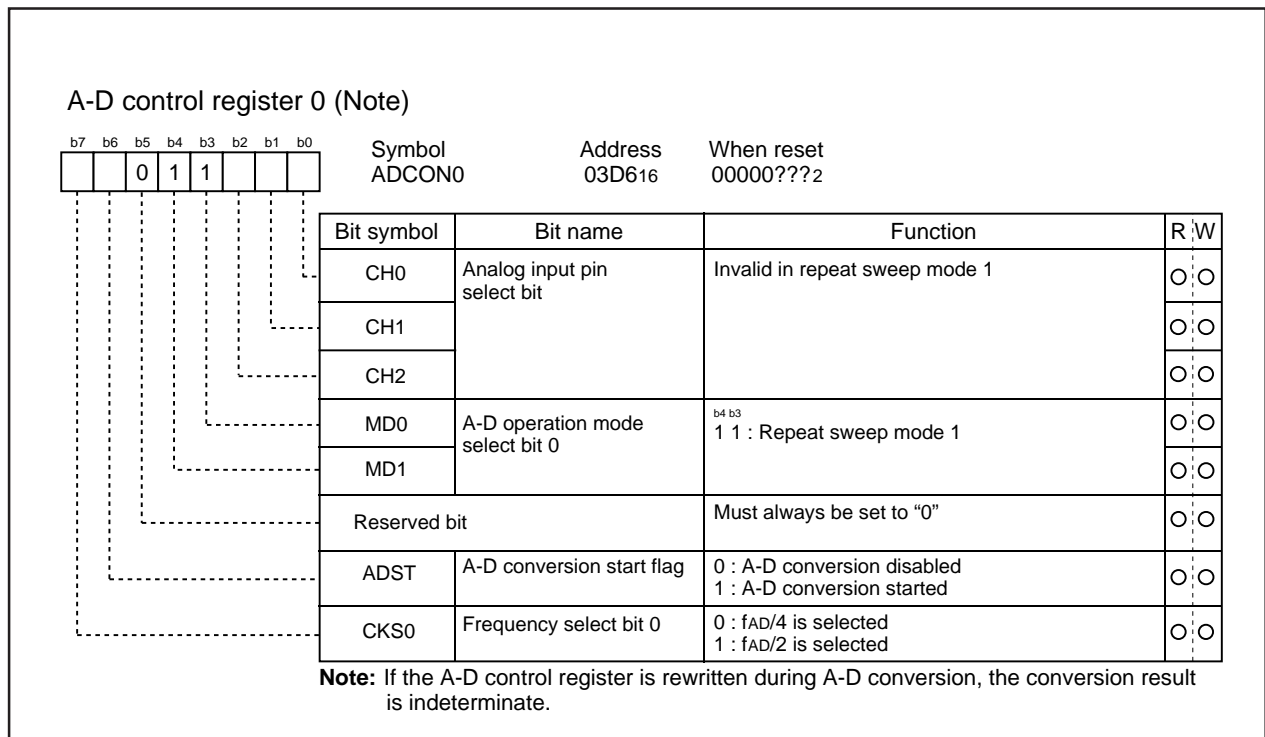 A-D control register 0 (Note)
b7 b6 b5 b4 b3 b2 b1 b0
0 1 1
Symbol Address When reset
ADCON0 03D616 00000???2
Bit symbol Bit name Function R W
CH0 Analog input pin select bit Invalid in repeat sweep mode 1
CH1
CH2
MD0 A-D operation mode select bit 0
b4 b3
1 1 : Repeat sweep mode 1
MD1
Reserved bit Must always be set to “0”
ADST A-D conversion start flag 0 : A-D conversion disabled
1 : A-D conversion started
CKS0 Frequency select bit 0 0 : fAD/4 is selected
1 : fAD/2 is selected
Note: If the A-D control register is rewritten during A-D conversion, the conversion result
is indeterminate.